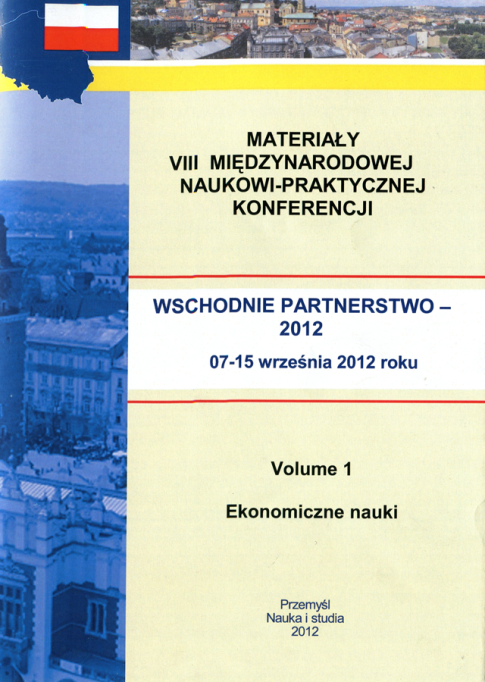 MATERIAŁY
VIII MIĘDZYNARODOWEJ
NAUKOWI-PRAKTYCZNEJ
KONFERENCJI
WSCHODNIE PARTNERSTWO –
2012
07-15 września 2012 roku
Volume 1
Ekonomiczne nauki
Przemyśl
Nauka i studia
2012